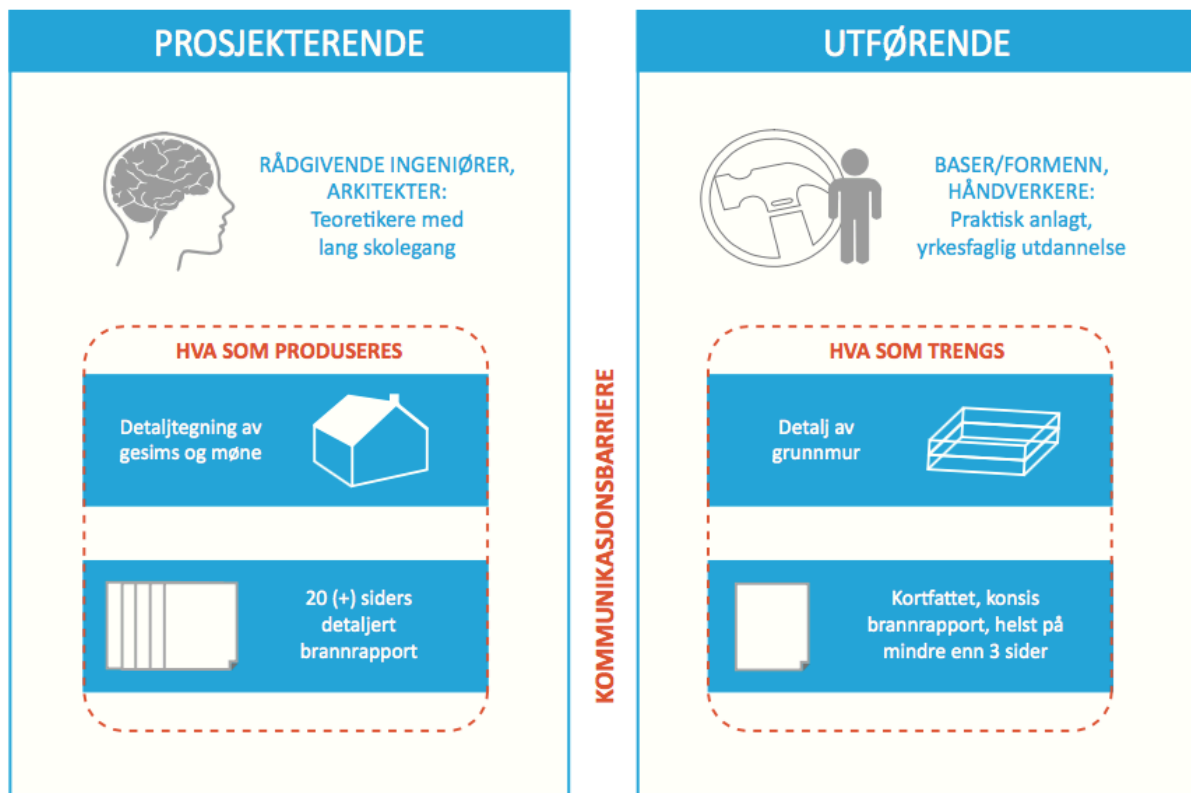 PROSJEKTERENDE
RÅDGIVENDE INGENIØRER,
ARKITEKTER:
Teoretikere med
lang skolegang
HVA SOM PRODUSERES
Detaljtegning av
gesims og møne
20 (+) siders
detaljert
brannrapport
KOMMUNIKASJONSBARRIERE
UTFØRENDE
BASER/FORMENN,
HÅNDVERKERE:
Praktisk anlagt,
yrkesfaglig utdannelse
HVA SOM TRENGS
Detalj av
grunnmur
Kortfattet, konsis
brannrapport, helst på
mindre enn 3 sider